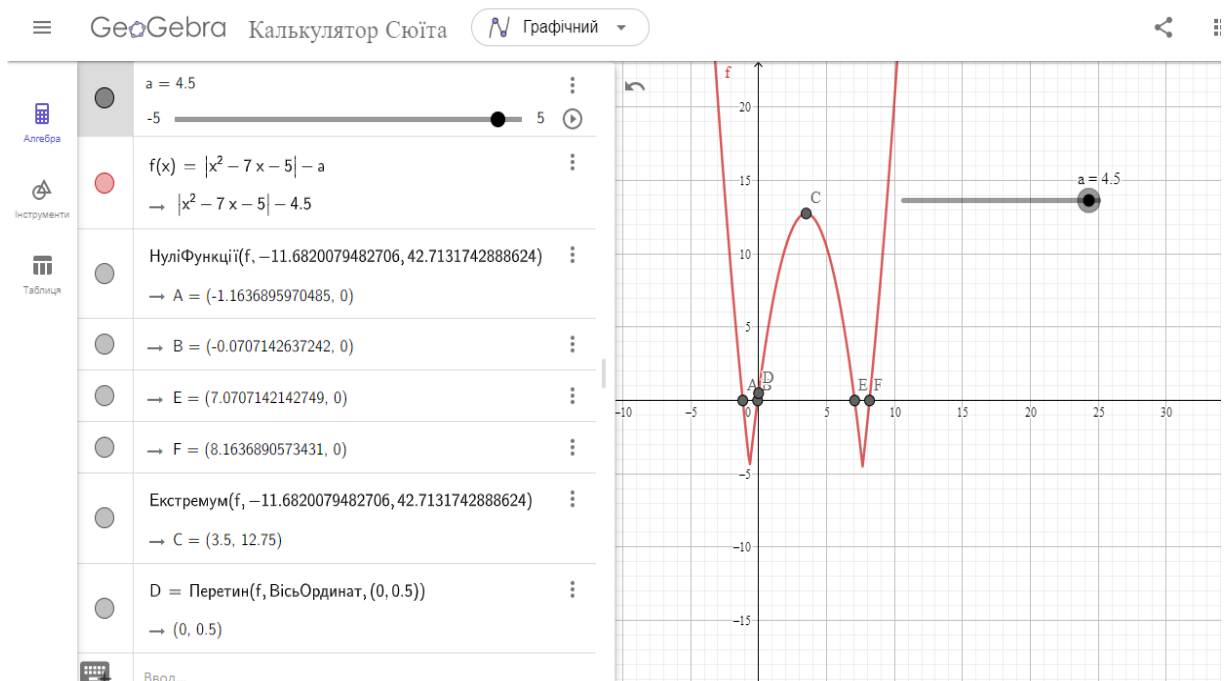 GeoGebra Калькулятор Сюїта Графічний
Алгебра
Інструменти
Таблиця
a = 4.5
-5 5
f(x) = |x² − 7 x − 5| − a
→ |x² − 7 x − 5| − 4.5
НуліФункції(f, −11.6820079482706, 42.7131742888624)
→ A = (-1.1636895970485, 0)
→ B = (-0.0707142637242, 0)
→ E = (7.0707142142749, 0)
→ F = (8.1636890573431, 0)
Екстремум(f, −11.6820079482706, 42.7131742888624)
→ C = (3.5, 12.75)
D = Перетин(f, ВісьОрдинат, (0, 0.5))
→ (0, 0.5)
Ввод...
f
20
15
10
5
−5
−10
−15
−10 −5 0 5 10 15 20 25 30
a = 4.5
C
A B D E F